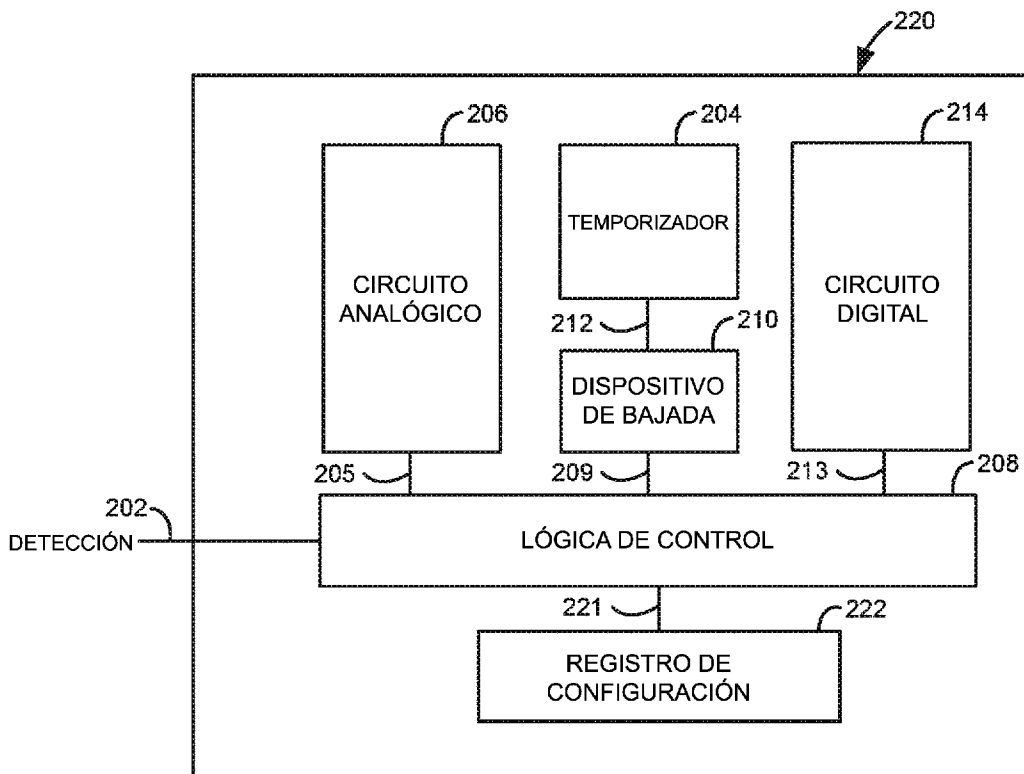 220
206
204
214
CIRCUITO
ANALÓGICO
TEMPORIZADOR
CIRCUITO
DIGITAL
212
210
DISPOSITIVO
DE BAJADA
205
209
213
208
202
DETECCIÓN
LÓGICA DE CONTROL
221
222
REGISTRO DE
CONFIGURACIÓN